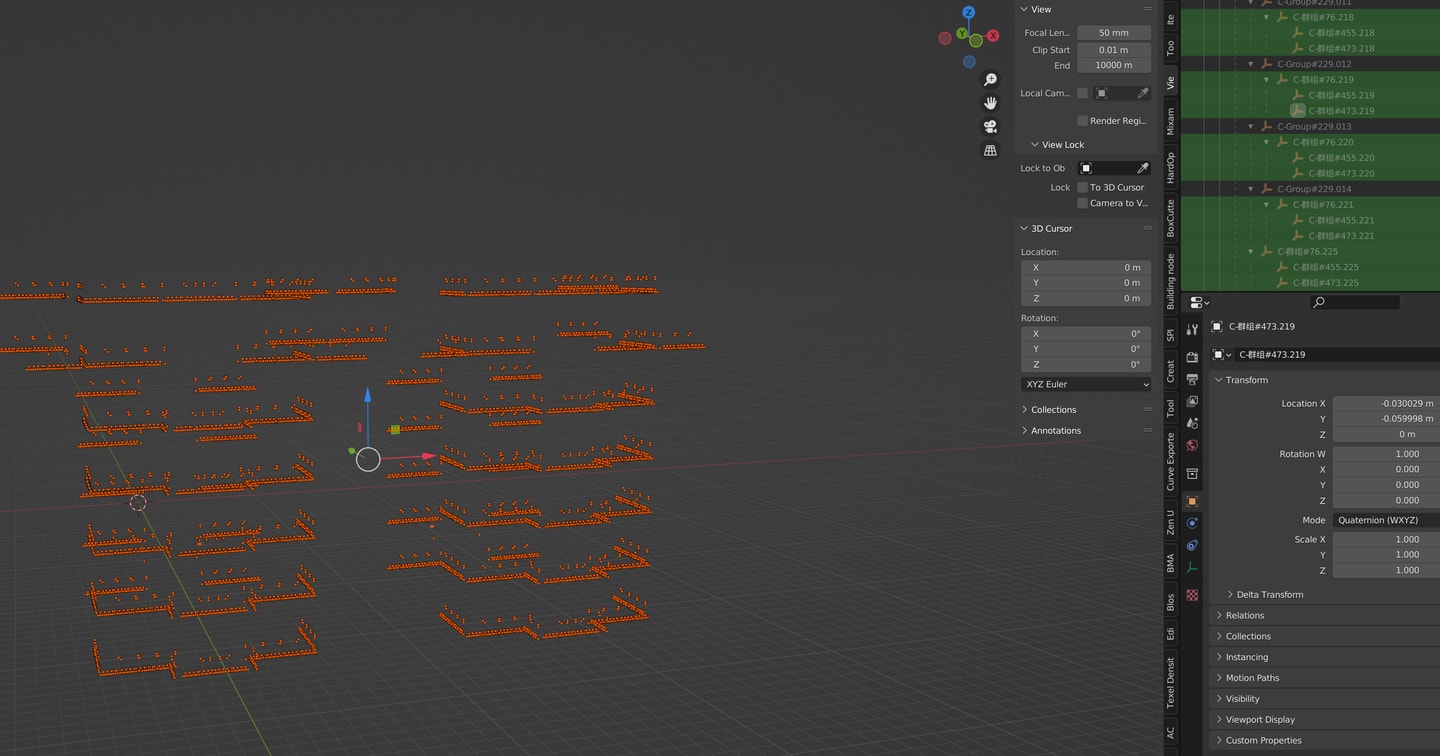 Z
Y
X
View
Focal Len...
50 mm
Clip Start
0.01 m
End
10000 m
Local Cam...
Render Regi...
View Lock
Lock to Ob
Lock
To 3D Cursor
Camera to V...
3D Cursor
Location:
X
0 m
Y
0 m
Z
0 m
Rotation:
X
0°
Y
0°
Z
0°
XYZ Euler
Collections
Annotations
Ite
Too
Vie
Mixam
HardOp
BoxCutte
Building node
SPI
Creat
Tool
Curve Exporte
Zen U
BMA
Blos
Edi
Texel Densit
AC
C-Group#229.011
C-群组#76.218
C-群组#455.218
C-群组#473.218
C-Group#229.012
C-群组#76.219
C-群组#455.219
C-群组#473.219
C-Group#229.013
C-群组#76.220
C-群组#455.220
C-群组#473.220
C-Group#229.014
C-群组#76.221
C-群组#455.221
C-群组#473.221
C-群组#76.225
C-群组#455.225
C-群组#473.225
C-群组#473.219
C-群组#473.219
Transform
Location X
-0.030029 m
Y
-0.059998 m
Z
0 m
Rotation W
1.000
X
0.000
Y
0.000
Z
0.000
Mode
Quaternion (WXYZ)
Scale X
1.000
Y
1.000
Z
1.000
Delta Transform
Relations
Collections
Instancing
Motion Paths
Visibility
Viewport Display
Custom Properties